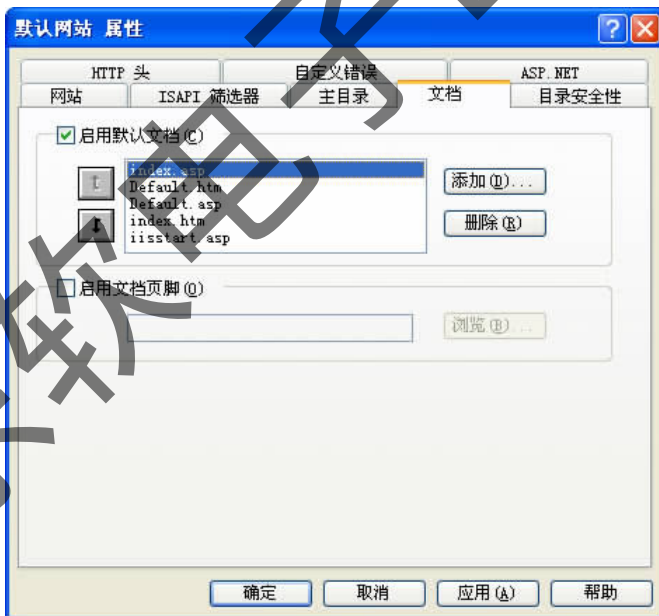 默认网站 属性
HTTP 头 自定义错误 ASP.NET
网站 ISAPI 筛选器 主目录 文档 目录安全性
启用默认文档(C)
index.asp
Default.htm
Default.asp
index.htm
iisstart.asp
添加(D)...
删除(R)
启用文档页脚(O)
浏览(B)...
确定 取消 应用(A) 帮助
软电子